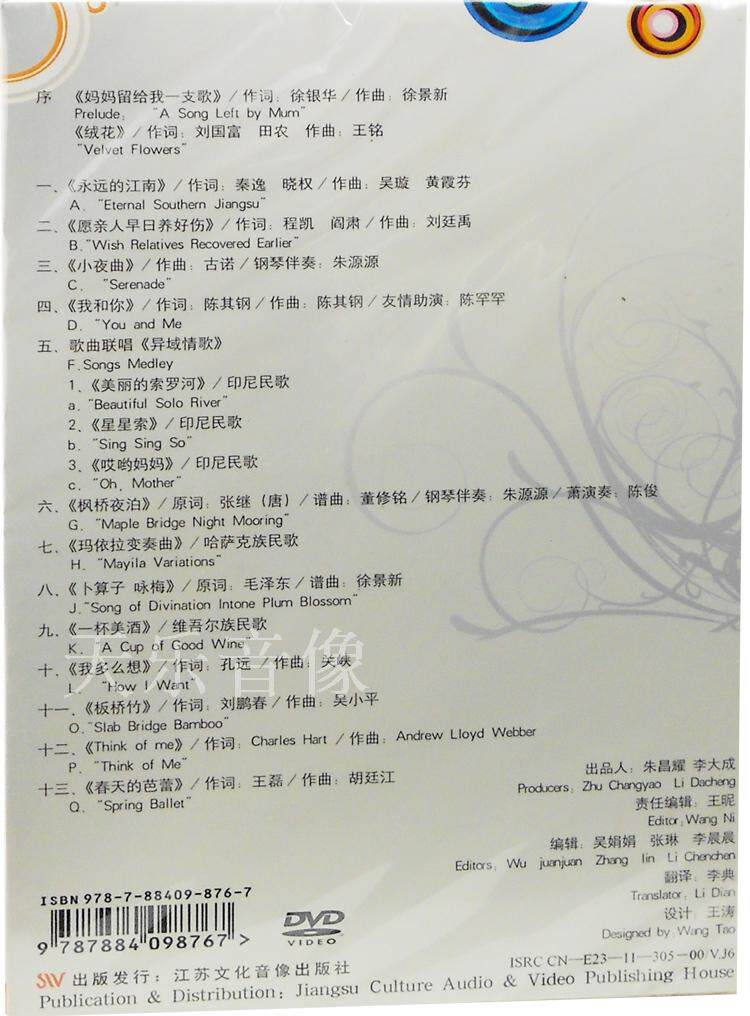 序 《妈妈留给我一支歌》/ 作词：徐银华 / 作曲：徐景新
Prelude： “A Song Left by Mum”
《绒花》/ 作词：刘国富 田农 作曲：王铭
“Velvet Flowers”
一、《永远的江南》/ 作词：秦逸 晓权 / 作曲：吴璇 黄霞芬
A. “Eternal Southern Jiangsu”
二、《愿亲人早日养好伤》/ 作词：程凯 阎肃 / 作曲：刘廷禹
B.“Wish Relatives Recovered Earlier”
三、《小夜曲》/ 作曲：古诺 / 钢琴伴奏：朱源源
C. “Serenade”
四、《我和你》/ 作词：陈其钢 / 作曲：陈其钢 / 友情助演：陈罕罕
D. “You and Me
五、歌曲联唱《异域情歌》
F.Songs Medley
1、《美丽的索罗河》/ 印尼民歌
a. “Beautiful Solo River”
2、《星星索》/ 印尼民歌
b. “Sing Sing So”
3、《哎哟妈妈》/ 印尼民歌
c. “Oh, Mother”
六、《枫桥夜泊》/ 原词：张继（唐）/ 谱曲：董修铭 / 钢琴伴奏：朱源源 / 萧演奏：陈俊
G. “Maple Bridge Night Mooring”
七、《玛依拉变奏曲》/ 哈萨克族民歌
H. “Mayila Variations”
八、《卜算子 咏梅》/ 原词：毛泽东 / 谱曲：徐景新
J.“Song of Divination Intone Plum Blossom”
九、《一杯美酒》/ 维吾尔族民歌
K. “A Cup of Good Wine”
天乐音像
十、《我多么想》/ 作词：孔远 / 作曲：关峡
L. “How I Want”
十一、《板桥竹》/ 作词：刘鹏春 / 作曲：吴小平
O.“Slab Bridge Bamboo”
十二、《Think of me》/ 作词：Charles Hart / 作曲：Andrew Lloyd Webber
P. “Think of Me”
十三、《春天的芭蕾》/ 作词：王磊 / 作曲：胡廷江
Q. “Spring Ballet”
出品人：朱昌耀 李大成
Producers: Zhu Changyao Li Dacheng
责任编辑：王昵
Editor:Wang Ni
编辑：吴娟娟 张琳 李晨晨
Editors: Wu juanjuan Zhang lin Li Chenchen
翻译：李典
Translator: Li Dian
设计：王涛
Designed by Wang Tao
ISBN 978-7-88409-876-7
9 787884 098767 >
DVD
VIDEO
ISRC CN—E23—11—305—00/VJ6
出版发行：江苏文化音像出版社
Publication & Distribution: Jiangsu Culture Audio & Video Publishing House